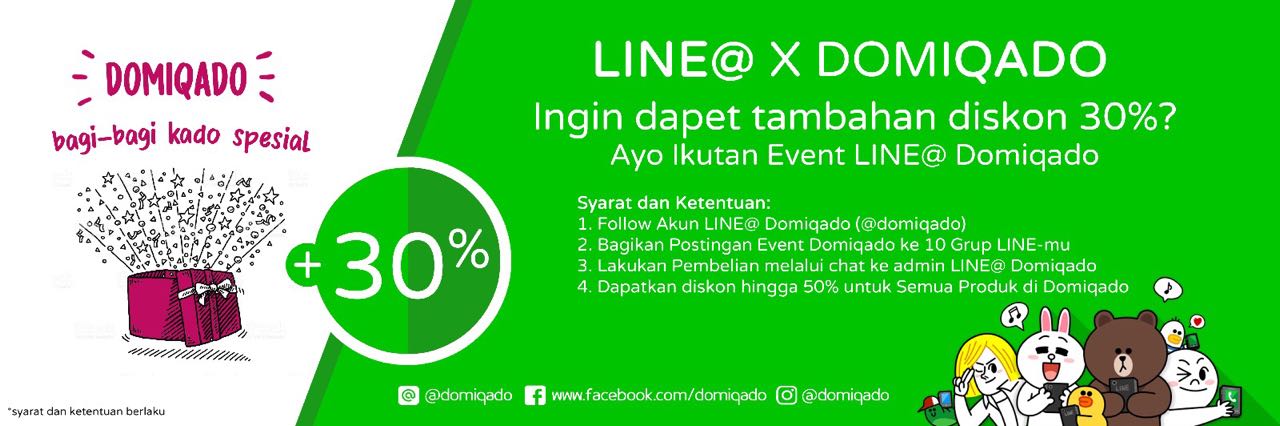 DOMIQADO
bagi-bagi kado spesial
+30%
*syarat dan ketentuan berlaku
LINE@ X DOMIQADO
Ingin dapet tambahan diskon 30%?
Ayo Ikutan Event LINE@ Domiqado
Syarat dan Ketentuan:
1. Follow Akun LINE@ Domiqado (@domiqado)
2. Bagikan Postingan Event Domiqado ke 10 Grup LINE-mu
3. Lakukan Pembelian melalui chat ke admin LINE@ Domiqado
4. Dapatkan diskon hingga 50% untuk Semua Produk di Domiqado
@domiqado www.facebook.com/domiqado @domiqado
LINE